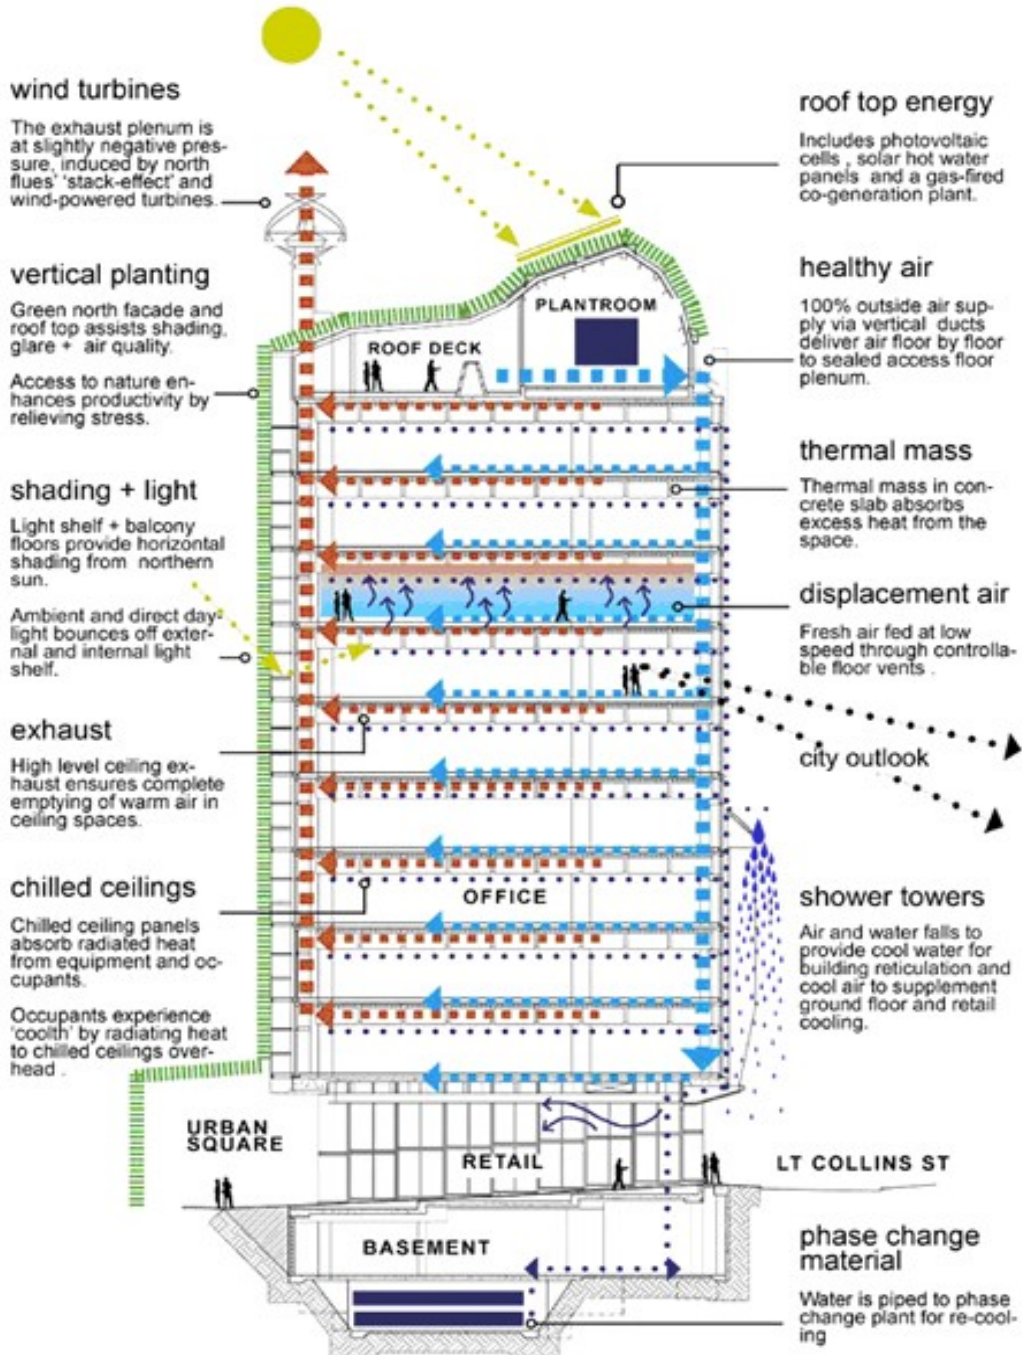 wind turbines
The exhaust plenum is
at slightly negative pres-
sure, induced by north
flues' 'stack-effect' and
wind-powered turbines.
vertical planting
Green north facade and
roof top assists shading,
glare + air quality.
Access to nature en-
hances productivity by
relieving stress.
shading + light
Light shelf + balcony
floors provide horizontal
shading from northern
sun.
Ambient and direct day-
light bounces off exter-
nal and internal light
shelf.
exhaust
High level ceiling ex-
haust ensures complete
emptying of warm air in
ceiling spaces.
chilled ceilings
Chilled ceiling panels
absorb radiated heat
from equipment and oc-
cupants.
Occupants experience
'coolth' by radiating heat
to chilled ceilings over-
head .
PLANTROOM
ROOF DECK
OFFICE
URBAN
SQUARE
RETAIL
LT COLLINS ST
BASEMENT
roof top energy
Includes photovoltaic
cells , solar hot water
panels and a gas-fired
co-generation plant.
healthy air
100% outside air sup-
ply via vertical ducts
deliver air floor by floor
to sealed access floor
plenum.
thermal mass
Thermal mass in con-
crete slab absorbs
excess heat from the
space.
displacement air
Fresh air fed at low
speed through controlla-
ble floor vents .
city outlook
shower towers
Air and water falls to
provide cool water for
building reticulation and
cool air to supplement
ground floor and retail
cooling.
phase change
material
Water is piped to phase
change plant for re-cool-
ing